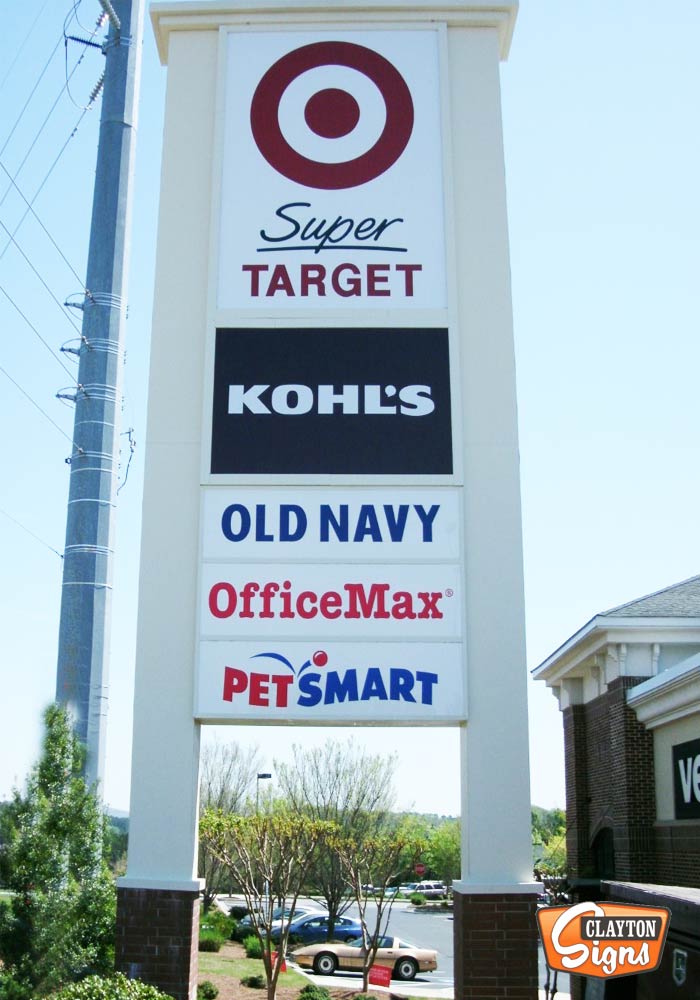 Super
TARGET
KOHL'S
OLD NAVY
OfficeMax®
PETSMART
CLAYTON
Signs